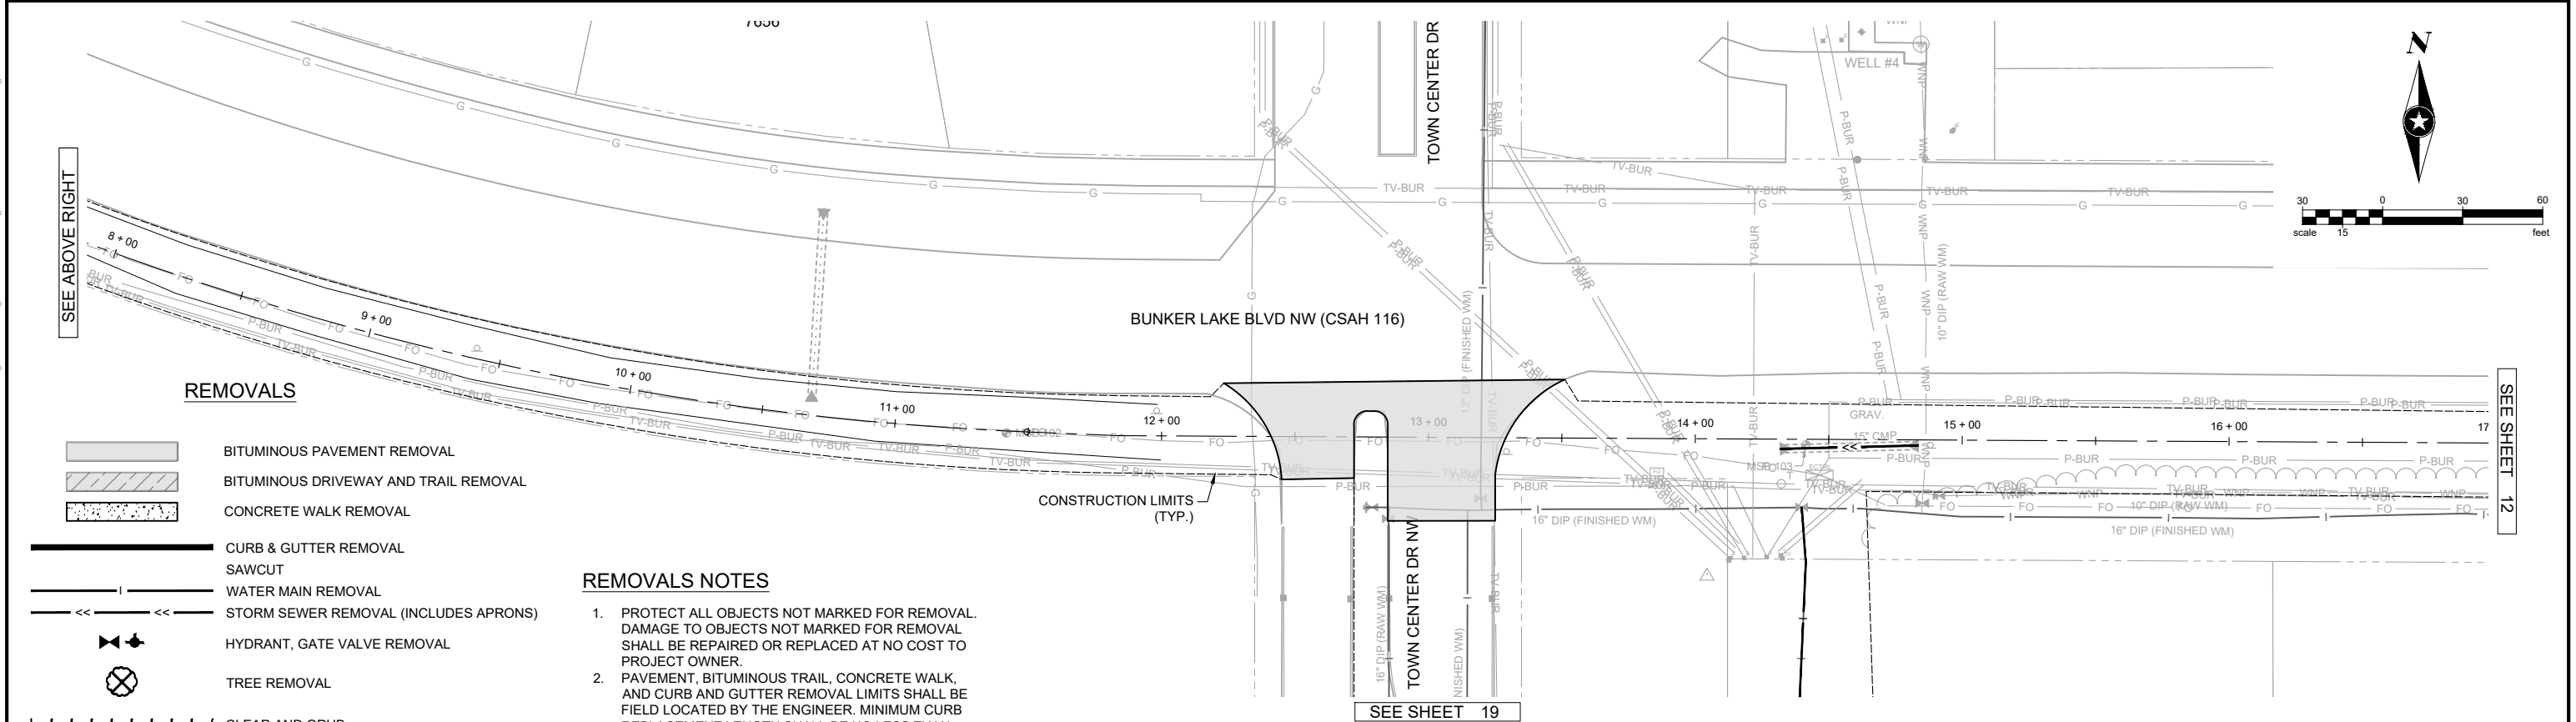 TOWN CENTER DR
WELL #4
N
30 0 30 60
scale 15 feet
SEE ABOVE RIGHT
8 + 00
9 + 00
10 + 00
11 + 00
12 + 00
13 + 00
14 + 00
15 + 00
16 + 00
17
BUNKER LAKE BLVD NW (CSAH 116)
12" DIP (FINISHED WM)
10" DIP (RAW WM)
G
FO
P-BUR
TV-BUR
WNP
GRAV.
15" CMP
CONSTRUCTION LIMITS
(TYP.)
16" DIP (FINISHED WM)
10" DIP (RAW WM)
16" DIP (FINISHED WM)
SEE SHEET 12
16" DIP (RAW WM)
TOWN CENTER DR NW
SEE SHEET 19
REMOVALS
BITUMINOUS PAVEMENT REMOVAL
BITUMINOUS DRIVEWAY AND TRAIL REMOVAL
CONCRETE WALK REMOVAL
CURB & GUTTER REMOVAL
SAWCUT
WATER MAIN REMOVAL
<< << STORM SEWER REMOVAL (INCLUDES APRONS)
HYDRANT, GATE VALVE REMOVAL
TREE REMOVAL
REMOVALS NOTES
1. PROTECT ALL OBJECTS NOT MARKED FOR REMOVAL.
DAMAGE TO OBJECTS NOT MARKED FOR REMOVAL
SHALL BE REPAIRED OR REPLACED AT NO COST TO
PROJECT OWNER.
2. PAVEMENT, BITUMINOUS TRAIL, CONCRETE WALK,
AND CURB AND GUTTER REMOVAL LIMITS SHALL BE
FIELD LOCATED BY THE ENGINEER. MINIMUM CURB